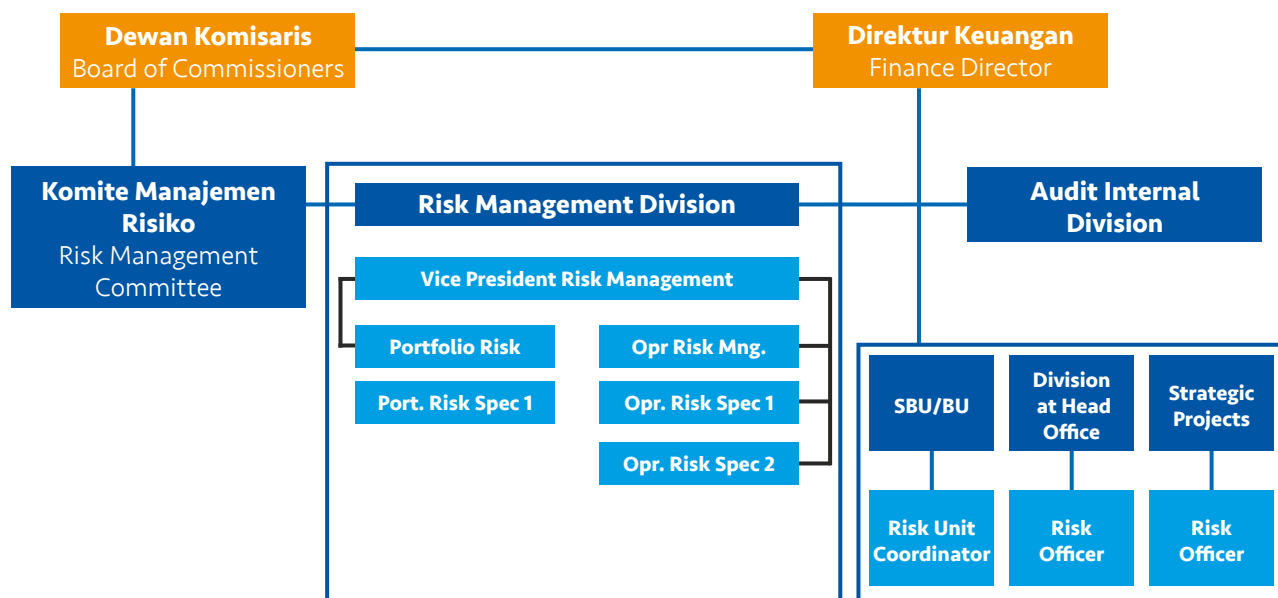 Dewan Komisaris
Board of Commissioners
Direktur Keuangan
Finance Director
Komite Manajemen
Risiko
Risk Management
Committee
Risk Management Division
Audit Internal
Division
Vice President Risk Management
Portfolio Risk
Opr Risk Mng.
Port. Risk Spec 1
Opr. Risk Spec 1
Opr. Risk Spec 2
SBU/BU
Division
at Head
Office
Strategic
Projects
Risk Unit
Coordinator
Risk
Officer
Risk
Officer